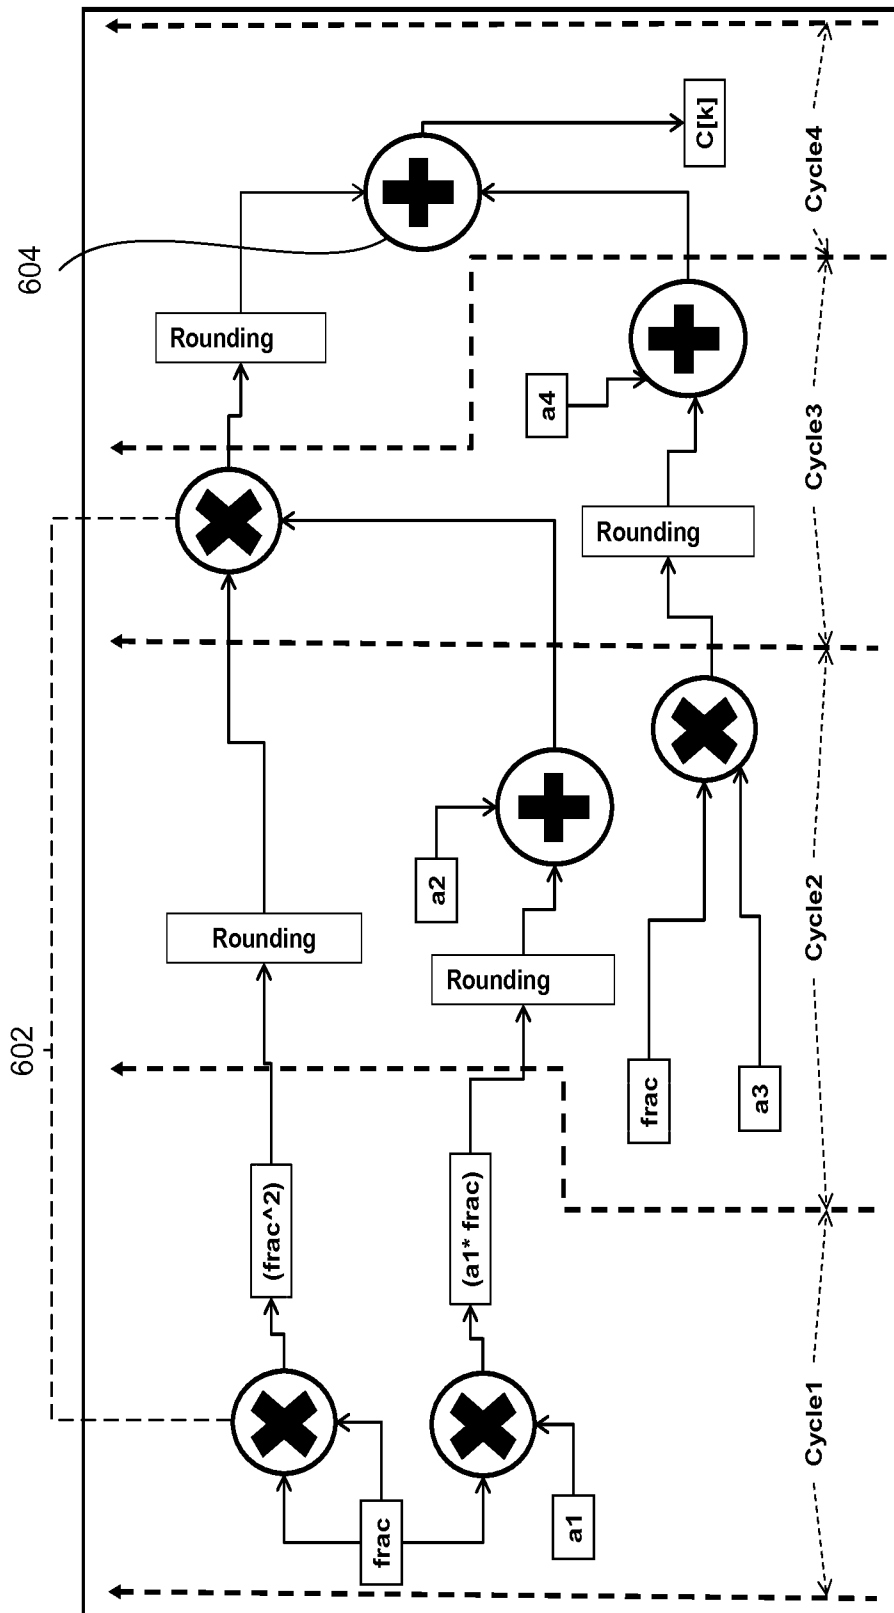 604
C[k]
Cycle4
Rounding
a4
Cycle3
Rounding
a2
Rounding
Rounding
Cycle2
602
frac
a3
(frac^2)
(a1* frac)
Cycle1
frac
a1